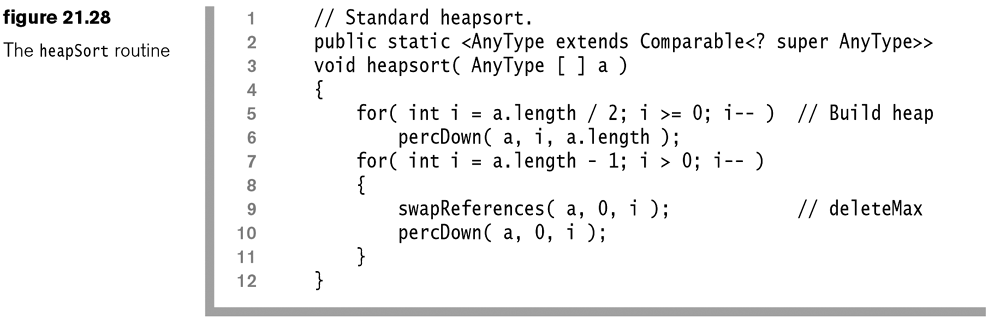 figure 21.28
The heapSort routine
1 // Standard heapsort.
2 public static <AnyType extends Comparable<? super AnyType>>
3 void heapsort( AnyType [ ] a )
4 {
5 for( int i = a.length / 2; i >= 0; i-- ) // Build heap
6 percDown( a, i, a.length );
7 for( int i = a.length - 1; i > 0; i-- )
8 {
9 swapReferences( a, 0, i ); // deleteMax
10 percDown( a, 0, i );
11 }
12 }